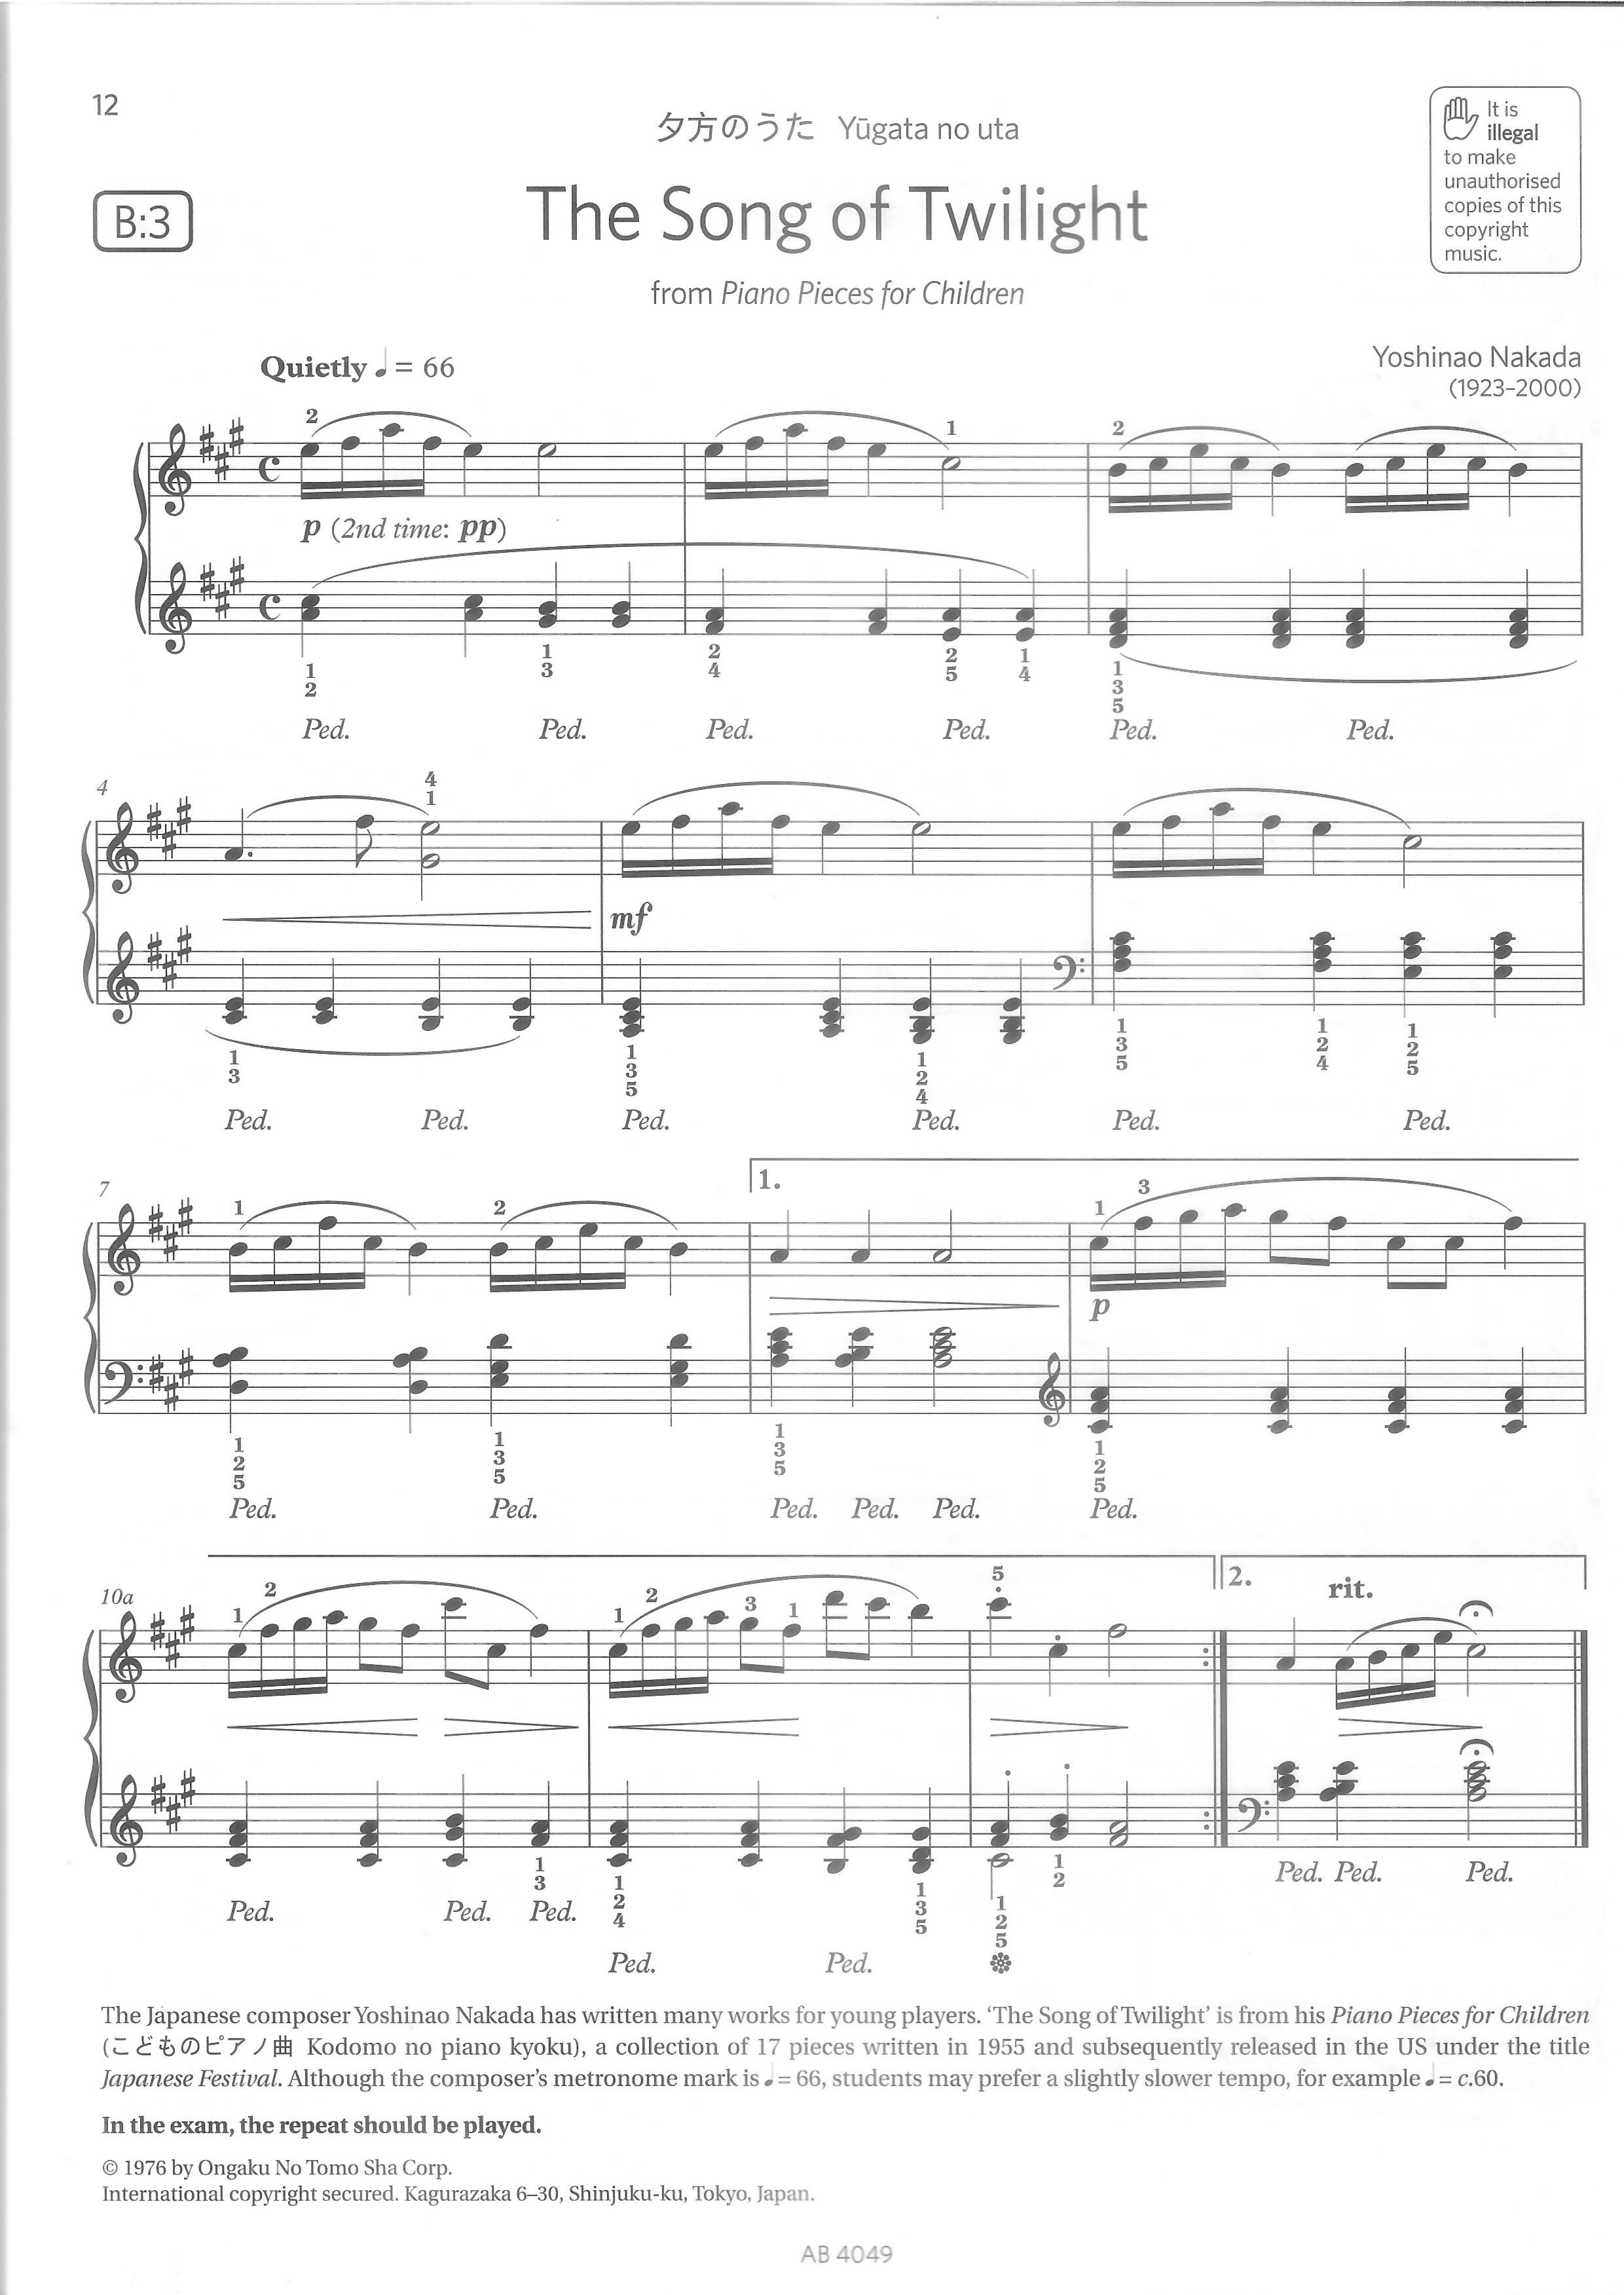 12
夕方のうた Yūgata no uta
It is
illegal
to make
unauthorised
copies of this
copyright
music.
B:3
The Song of Twilight
from Piano Pieces for Children
Yoshinao Nakada
(1923–2000)
Quietly ♩ = 66
2 1 2
p (2nd time: pp)
1 1 2 2 1 1
2 3 4 5 4 3
5
Ped. Ped. Ped. Ped. Ped. Ped.
4
4
1
mf
1 1 1 1 1 1
3 3 2 3 2 2
5 4 5 4 5
Ped. Ped. Ped. Ped. Ped. Ped.
7
1.
1 2 1 3
p
1 1 1 1
2 3 3 2
5 5 5 5
Ped. Ped. Ped. Ped. Ped. Ped.
10a
2.
rit.
1 2 1 2 3 1 5
1 1 1 1 1
3 2 3 2 2
4 5 5
Ped. Ped. Ped. Ped. Ped. Ped. Ped. Ped.
The Japanese composer Yoshinao Nakada has written many works for young players. ‘The Song of Twilight’ is from his Piano Pieces for Children
(こどものピアノ曲 Kodomo no piano kyoku), a collection of 17 pieces written in 1955 and subsequently released in the US under the title
Japanese Festival. Although the composer’s metronome mark is ♩ = 66, students may prefer a slightly slower tempo, for example ♩ = c.60.
In the exam, the repeat should be played.
© 1976 by Ongaku No Tomo Sha Corp.
International copyright secured. Kagurazaka 6–30, Shinjuku-ku, Tokyo, Japan.
AB 4049